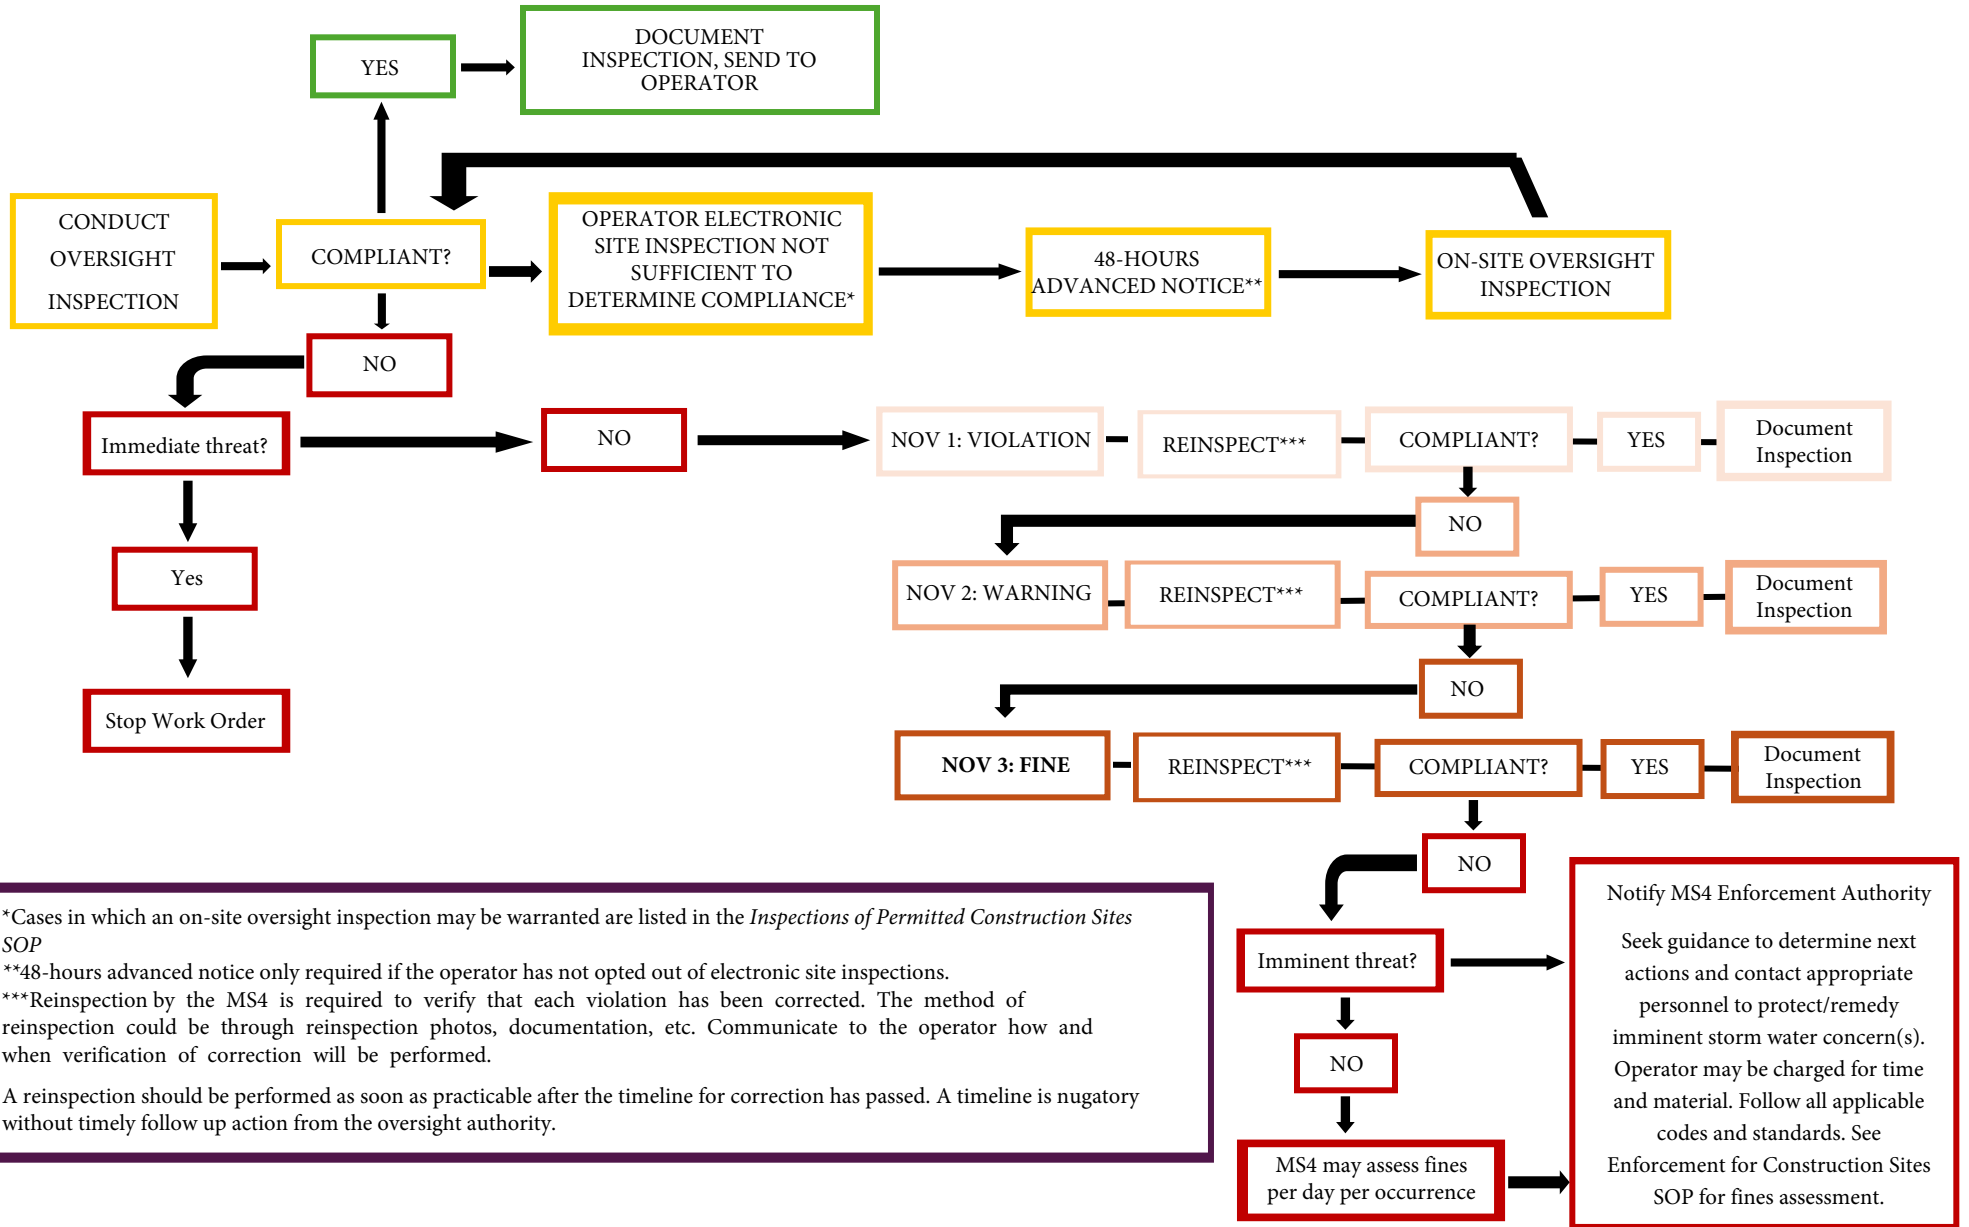 YES
DOCUMENT
INSPECTION, SEND TO
OPERATOR
CONDUCT
OVERSIGHT
INSPECTION
COMPLIANT?
OPERATOR ELECTRONIC
SITE INSPECTION NOT
SUFFICIENT TO
DETERMINE COMPLIANCE*
48-HOURS
ADVANCED NOTICE**
ON-SITE OVERSIGHT
INSPECTION
NO
Immediate threat?
NO
NOV 1: VIOLATION
REINSPECT***
COMPLIANT?
YES
Document
Inspection
NO
Yes
NOV 2: WARNING
REINSPECT***
COMPLIANT?
YES
Document
Inspection
NO
Stop Work Order
NOV 3: FINE
REINSPECT***
COMPLIANT?
YES
Document
Inspection
NO
Imminent threat?
NO
MS4 may assess fines
per day per occurrence
Notify MS4 Enforcement Authority
Seek guidance to determine next
actions and contact appropriate
personnel to protect/remedy
imminent storm water concern(s).
Operator may be charged for time
and material. Follow all applicable
codes and standards. See
Enforcement for Construction Sites
SOP for fines assessment.
*Cases in which an on-site oversight inspection may be warranted are listed in the Inspections of Permitted Construction Sites
SOP
**48-hours advanced notice only required if the operator has not opted out of electronic site inspections.
***Reinspection by the MS4 is required to verify that each violation has been corrected. The method of
reinspection could be through reinspection photos, documentation, etc. Communicate to the operator how and
when verification of correction will be performed.
A reinspection should be performed as soon as practicable after the timeline for correction has passed. A timeline is nugatory
without timely follow up action from the oversight authority.